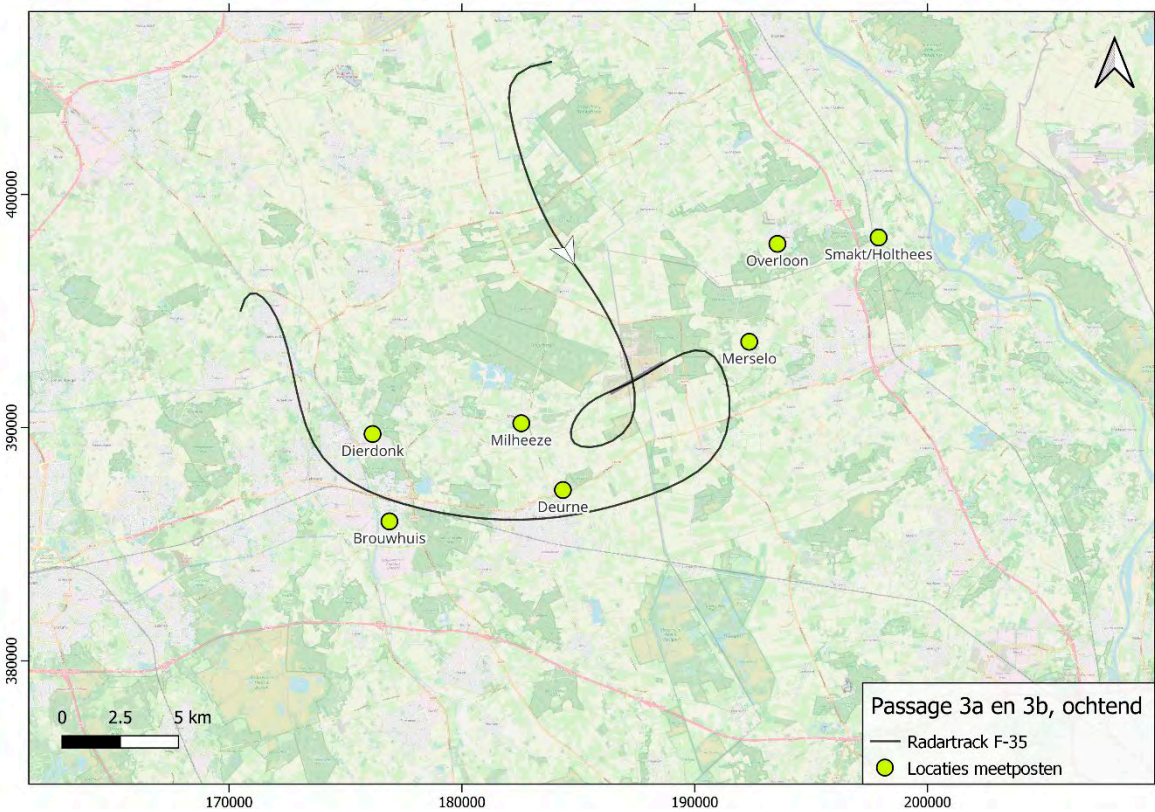 400000
390000
380000
Overloon
Smakt/Holthees
Merselo
Dierdonk
Milheeze
Deurne
Brouwhuis
0 2.5 5 km
Passage 3a en 3b, ochtend
Radartrack F-35
Locaties meetposten
170000 180000 190000 200000